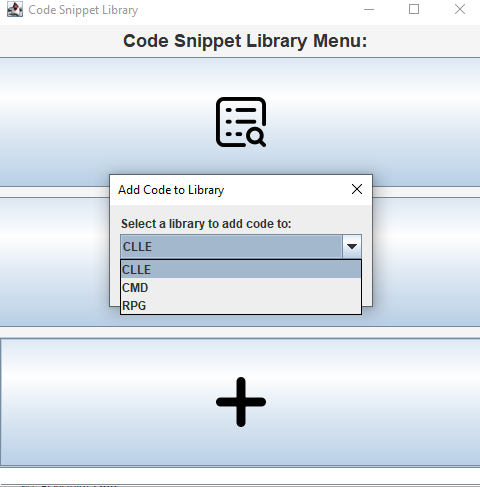 Code Snippet Library
Code Snippet Library Menu:
Add Code to Library
Select a library to add code to:
CLLE
CLLE
CMD
RPG